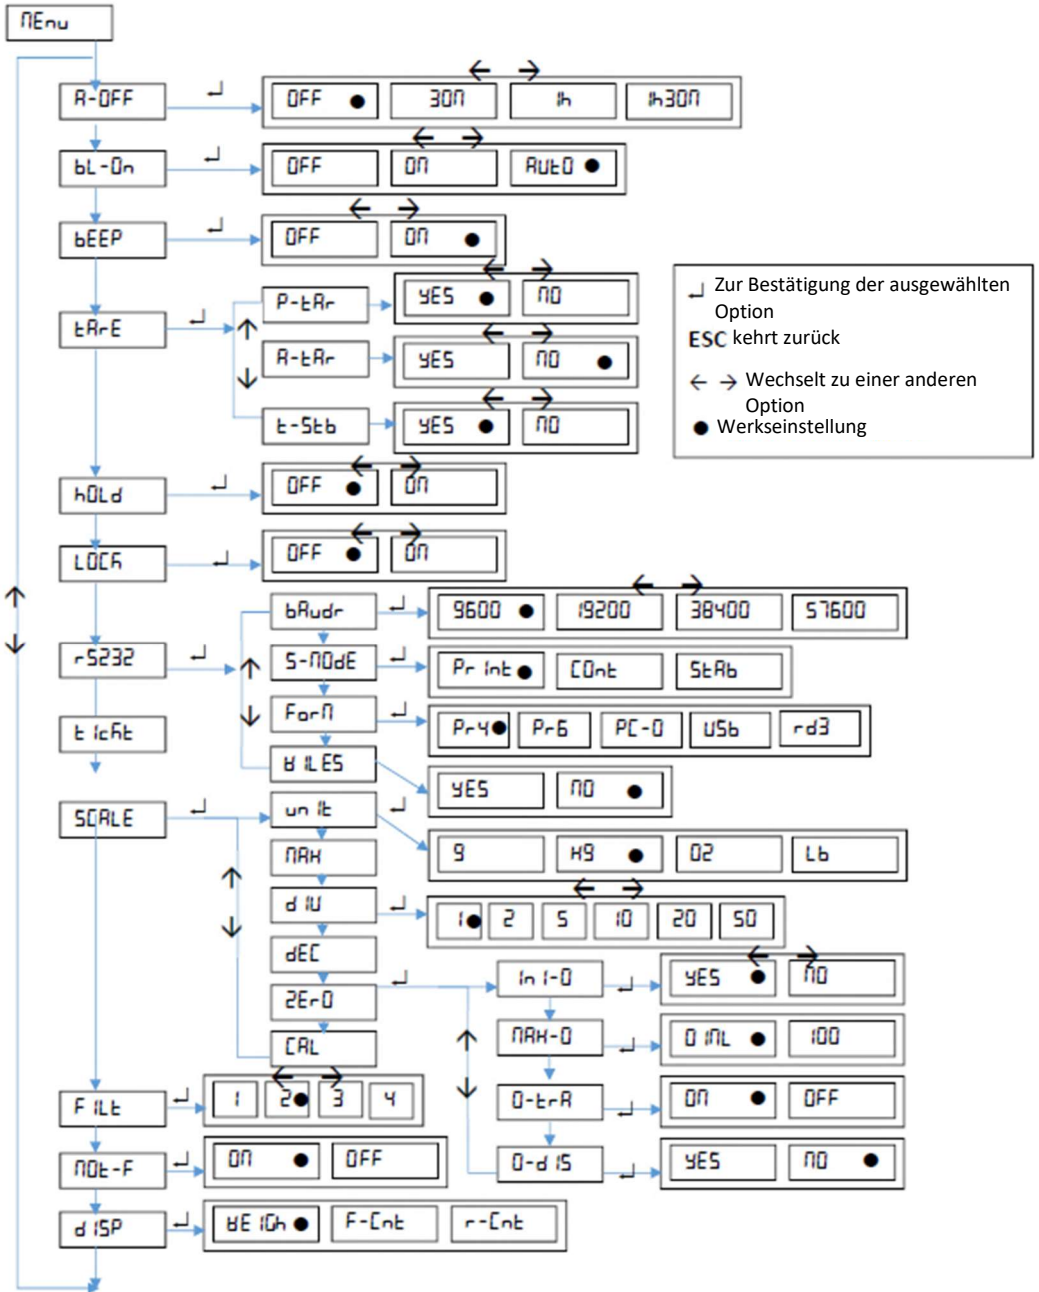 MEnu
A-OFF
OFF ● 30M 1h 1h30M
bL-On
OFF ON AUtO ●
bEEP
OFF ON ●
tArE
P-tAr
YES ● NO
A-tAr
YES NO ●
t-Stb
YES ● NO
↵ Zur Bestätigung der ausgewählten
Option
ESC kehrt zurück
← → Wechselt zu einer anderen
Option
● Werkseinstellung
hOLd
OFF ● ON
LOCK
OFF ● ON
rS232
bAudr
9600 ● 19200 38400 57600
S-MOdE
Print ● COnt StAb
ForM
Pr4 ● Pr6 PC-0 USb rd3
WILES
YES NO ●
tIcKt
SCALE
unIt
g Kg ● OZ Lb
MAX
dIV
1 ● 2 5 10 20 50
dEC
ZErO
InI-0
YES ● NO
MAX-0
OIML ● 100
0-trA
ON ● OFF
0-dIS
YES NO ●
CAL
FILt
1 2 ● 3 4
MOt-F
ON ● OFF
dISP
WEIGh ● F-Cnt r-Cnt